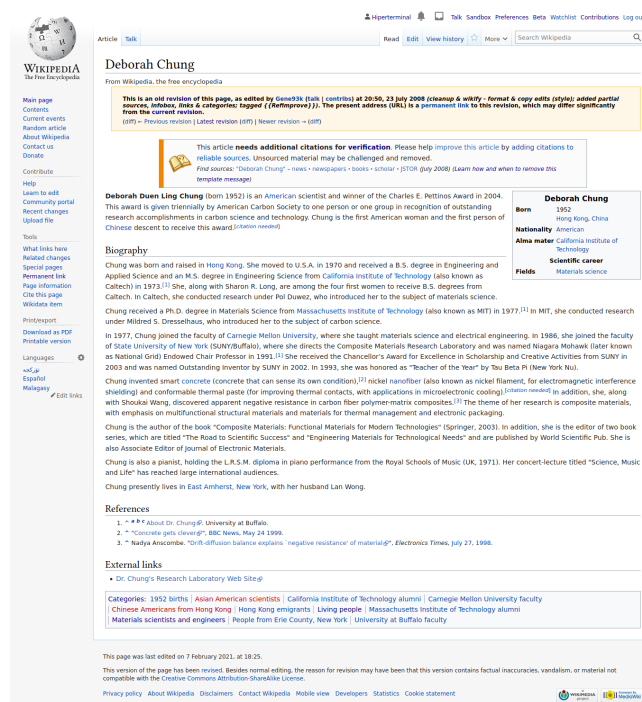 Hiperterminal Talk Sandbox Preferences Beta Watchlist Contributions Log ou
Article Talk Read Edit View history More Search Wikipedia
WIKIPEDIA
The Free Encyclopedia
Main page
Contents
Current events
Random article
About Wikipedia
Contact us
Donate
Contribute
Help
Learn to edit
Community portal
Recent changes
Upload file
Tools
What links here
Related changes
Special pages
Permanent link
Page information
Cite this page
Wikidata item
Print/export
Download as PDF
Printable version
Languages
تۆرکجه
Español
Malagasy
Edit links
Deborah Chung
From Wikipedia, the free encyclopedia
This is an old revision of this page, as edited by Gene93k (talk | contribs) at 20:50, 23 July 2008 (cleanup & wikify - format & copy edits (style); added partial
sources, infobox, links & categories; tagged {{Refimprove}}). The present address (URL) is a permanent link to this revision, which may differ significantly
from the current revision.
(diff) ← Previous revision | Latest revision (diff) | Newer revision → (diff)
This article needs additional citations for verification. Please help improve this article by adding citations to
reliable sources. Unsourced material may be challenged and removed.
Find sources: "Deborah Chung" – news · newspapers · books · scholar · JSTOR (July 2008) (Learn how and when to remove this
template message)
Deborah Duen Ling Chung (born 1952) is an American scientist and winner of the Charles E. Pettinos Award in 2004.
This award is given triennially by American Carbon Society to one person or one group in recognition of outstanding
research accomplishments in carbon science and technology. Chung is the first American woman and the first person of
Chinese descent to receive this award.[citation needed]
Deborah Chung
Born 1952
Hong Kong, China
Nationality American
Alma mater California Institute of
Technology
Scientific career
Fields Materials science
Biography
Chung was born and raised in Hong Kong. She moved to U.S.A. in 1970 and received a B.S. degree in Engineering and
Applied Science and an M.S. degree in Engineering Science from California Institute of Technology (also known as
Caltech) in 1973.[1] She, along with Sharon R. Long, are among the first four women to receive B.S. degrees from
Caltech. In Caltech, she conducted research under Pol Duwez, who introduced her to the subject of materials science.
Chung received a Ph.D. degree in Materials Science from Massachusetts Institute of Technology (also known as MIT) in 1977.[1] In MIT, she conducted research
under Mildred S. Dresselhaus, who introduced her to the subject of carbon science.
In 1977, Chung joined the faculty of Carnegie Mellon University, where she taught materials science and electrical engineering. In 1986, she joined the faculty
of State University of New York (SUNY/Buffalo), where she directs the Composite Materials Research Laboratory and was named Niagara Mohawk (later known
as National Grid) Endowed Chair Professor in 1991.[1] She received the Chancellor's Award for Excellence in Scholarship and Creative Activities from SUNY in
2003 and was named Outstanding Inventor by SUNY in 2002. In 1993, she was honored as "Teacher of the Year" by Tau Beta Pi (New York Nu).
Chung invented smart concrete (concrete that can sense its own condition),[2] nickel nanofiber (also known as nickel filament, for electromagnetic interference
shielding) and conformable thermal paste (for improving thermal contacts, with applications in microelectronic cooling).[citation needed] In addition, she, along
with Shoukai Wang, discovered apparent negative resistance in carbon fiber polymer-matrix composites.[3] The theme of her research is composite materials,
with emphasis on multifunctional structural materials and materials for thermal management and electronic packaging.
Chung is the author of the book "Composite Materials: Functional Materials for Modern Technologies" (Springer, 2003). In addition, she is the editor of two book
series, which are titled "The Road to Scientific Success" and "Engineering Materials for Technological Needs" and are published by World Scientific Pub. She is
also Associate Editor of Journal of Electronic Materials.
Chung is also a pianist, holding the L.R.S.M. diploma in piano performance from the Royal Schools of Music (UK, 1971). Her concert-lecture titled "Science, Music
and Life" has reached large international audiences.
Chung presently lives in East Amherst, New York, with her husband Lan Wong.
References
1. ^ a b c About Dr. Chung. University at Buffalo.
2. ^ "Concrete gets clever", BBC News, May 24 1999.
3. ^ Nadya Anscombe. "Drift-diffusion balance explains `negative resistance' of material", Electronics Times, July 27, 1998.
External links
• Dr. Chung's Research Laboratory Web Site
Categories: 1952 births | Asian American scientists | California Institute of Technology alumni | Carnegie Mellon University faculty
| Chinese Americans from Hong Kong | Hong Kong emigrants | Living people | Massachusetts Institute of Technology alumni
| Materials scientists and engineers | People from Erie County, New York | University at Buffalo faculty
This page was last edited on 7 February 2021, at 18:25.
This version of the page has been revised. Besides normal editing, the reason for revision may have been that this version contains factual inaccuracies, vandalism, or material not
compatible with the Creative Commons Attribution-ShareAlike License.
Privacy policy About Wikipedia Disclaimers Contact Wikipedia Mobile view Developers Statistics Cookie statement
WIKIMEDIA
project
MediaWiki